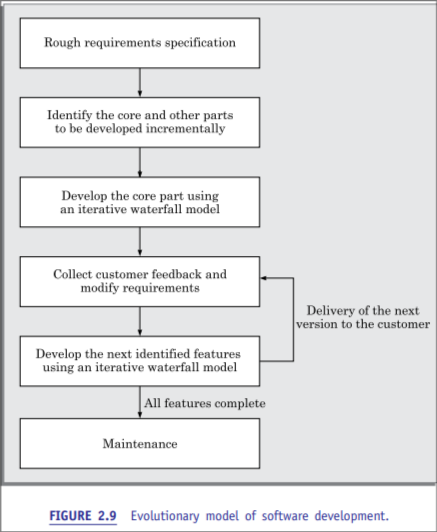 Rough requirements specification
Identify the core and other parts
to be developed incrementally
Develop the core part using
an iterative waterfall model
Collect customer feedback and
modify requirements
Delivery of the next
version to the customer
Develop the next identified features
using an iterative waterfall model
All features complete
Maintenance
FIGURE 2.9 Evolutionary model of software development.